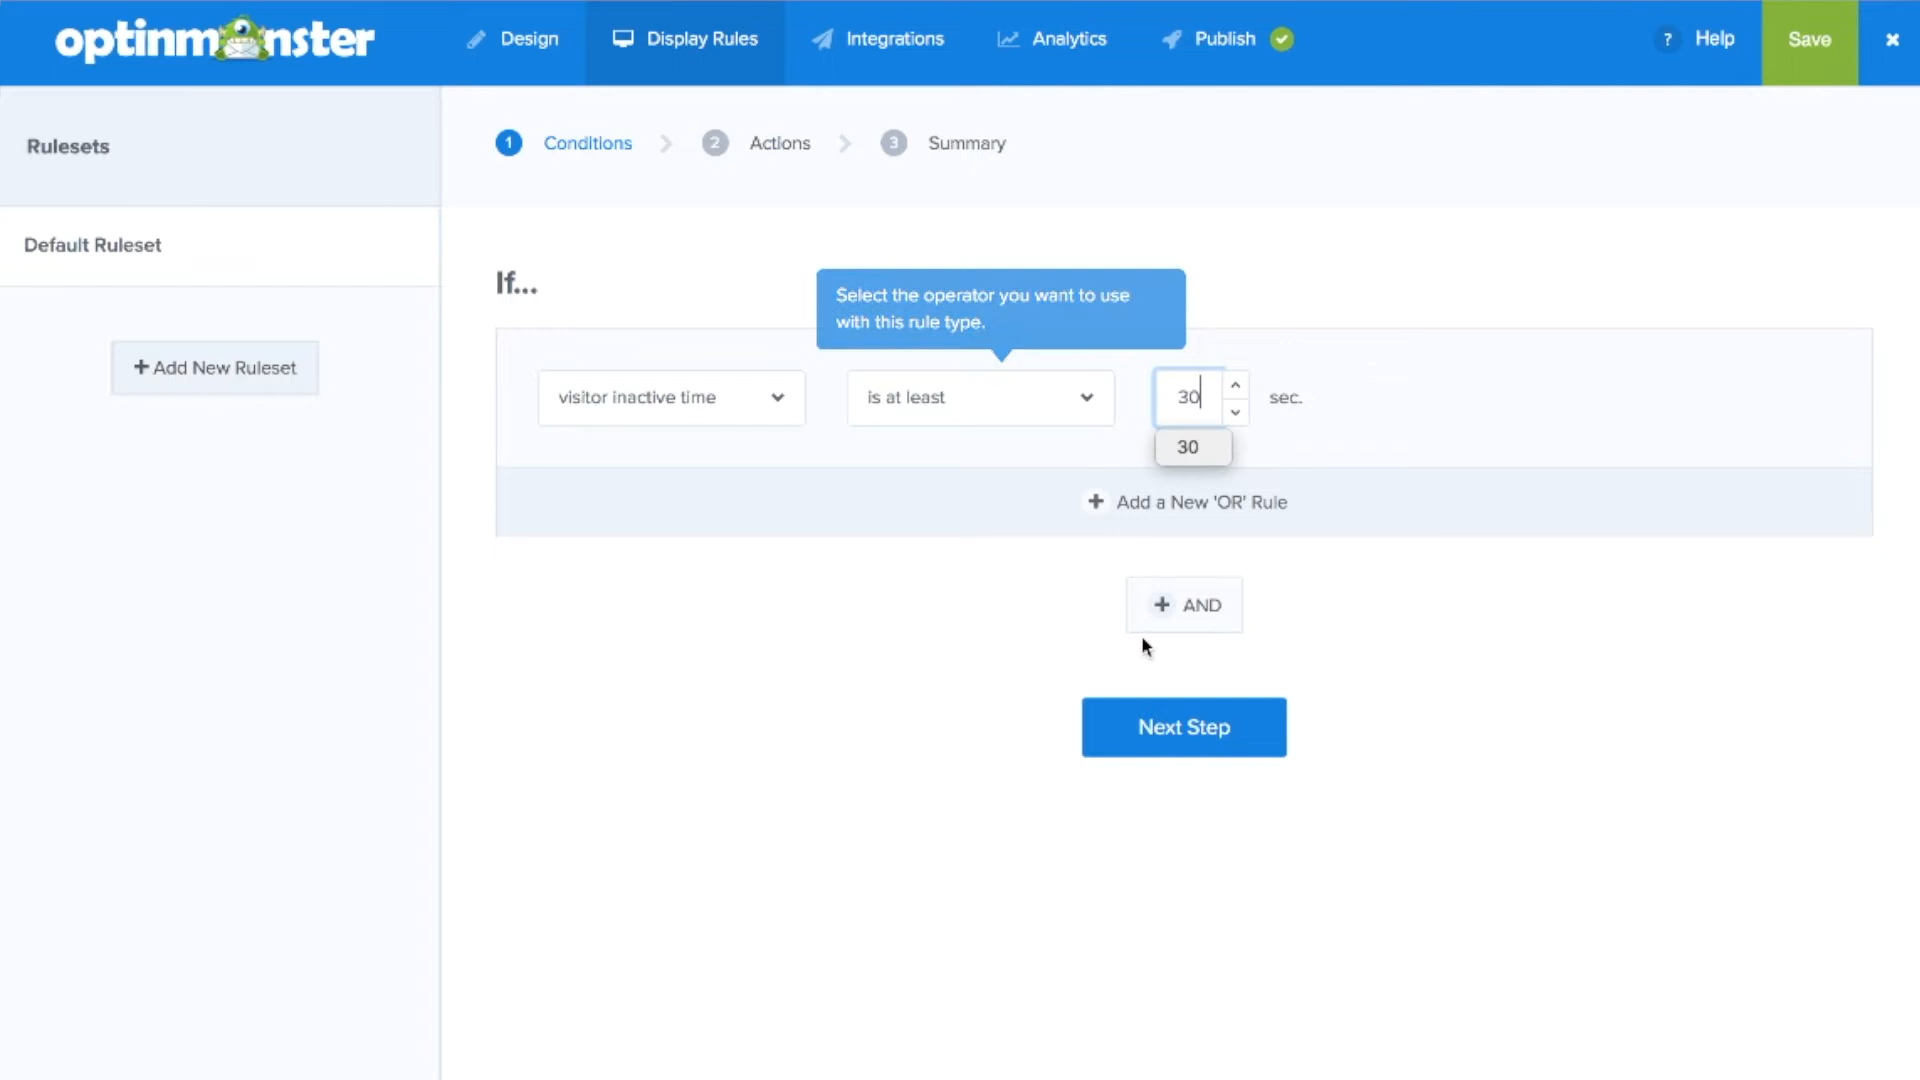 optinmonster
Design
Display Rules
Integrations
Analytics
Publish
? Help
Save
Rulesets
1 Conditions
2 Actions
3 Summary
Default Ruleset
+ Add New Ruleset
If...
Select the operator you want to use
with this rule type.
visitor inactive time
is at least
30
sec.
30
+ Add a New 'OR' Rule
+ AND
Next Step